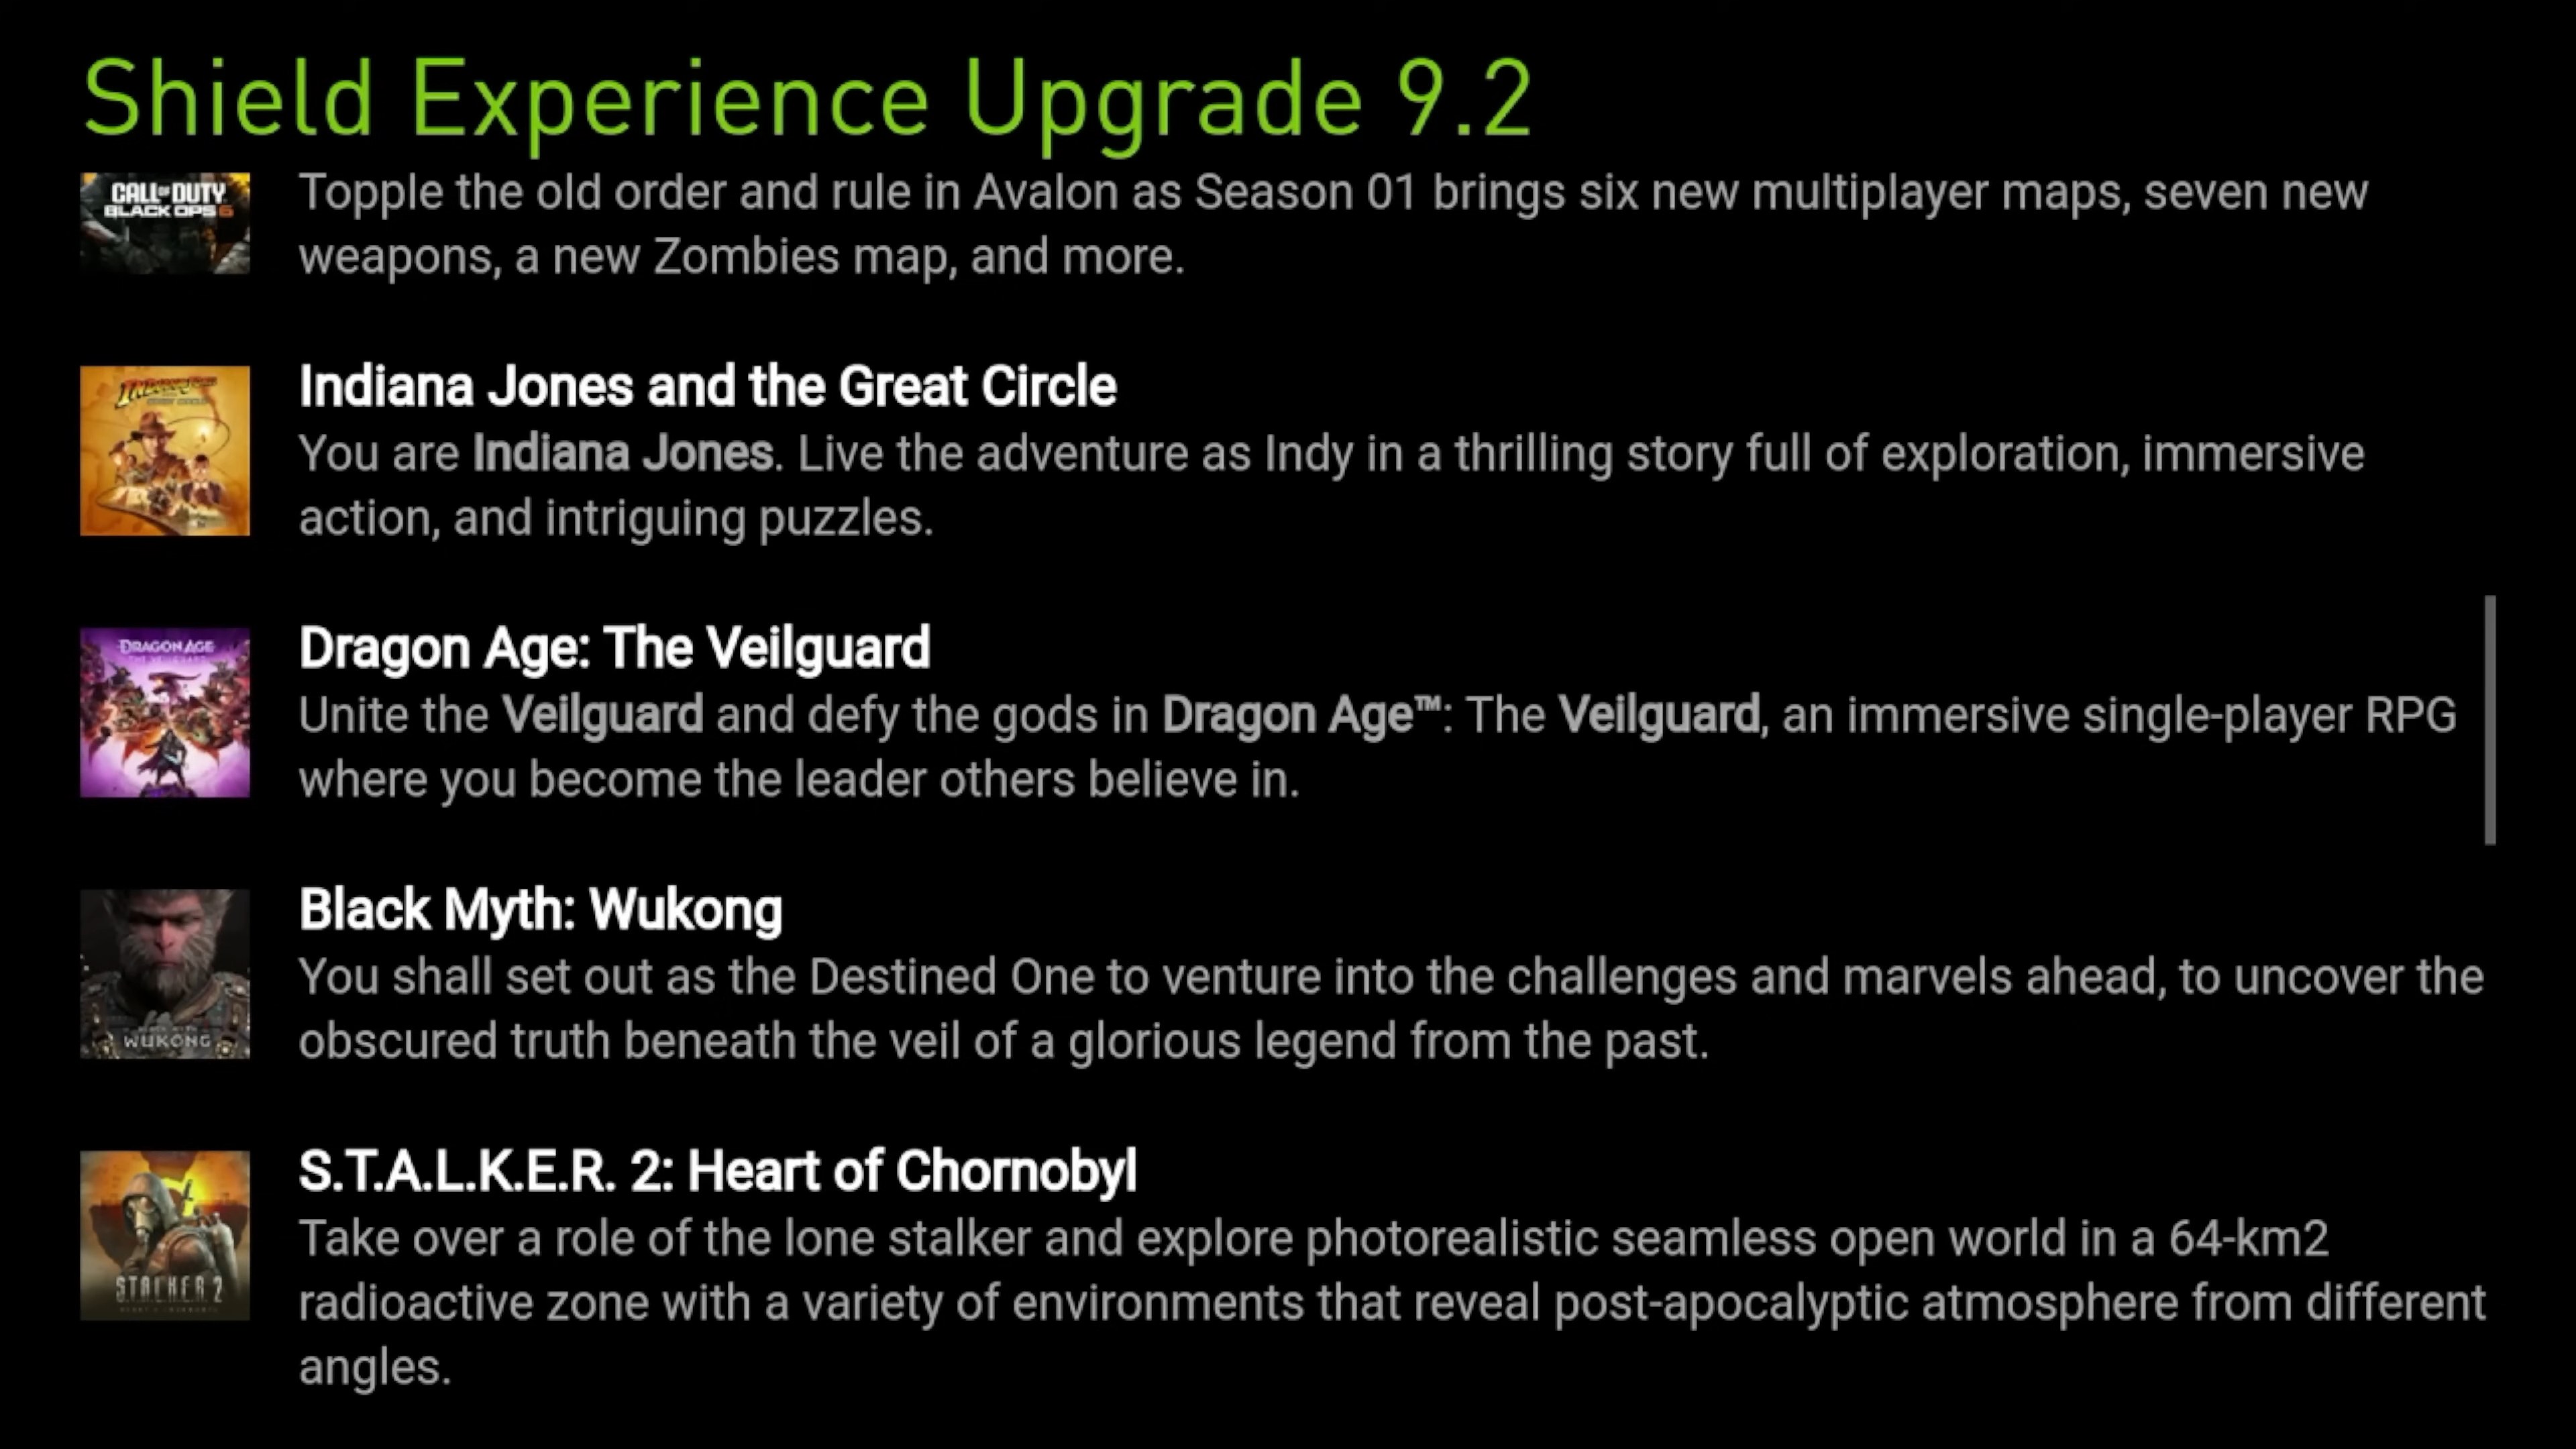 Shield Experience Upgrade 9.2
CALL OF DUTY
BLACK OPS 6
Topple the old order and rule in Avalon as Season 01 brings six new multiplayer maps, seven new
weapons, a new Zombies map, and more.
INDIANA JONES
Indiana Jones and the Great Circle
You are Indiana Jones. Live the adventure as Indy in a thrilling story full of exploration, immersive
action, and intriguing puzzles.
DRAGON AGE
THE VEILGUARD
Dragon Age: The Veilguard
Unite the Veilguard and defy the gods in Dragon Age™: The Veilguard, an immersive single-player RPG
where you become the leader others believe in.
WUKONG
Black Myth: Wukong
You shall set out as the Destined One to venture into the challenges and marvels ahead, to uncover the
obscured truth beneath the veil of a glorious legend from the past.
S.T.A.L.K.E.R. 2
S.T.A.L.K.E.R. 2: Heart of Chornobyl
Take over a role of the lone stalker and explore photorealistic seamless open world in a 64-km2
radioactive zone with a variety of environments that reveal post-apocalyptic atmosphere from different
angles.